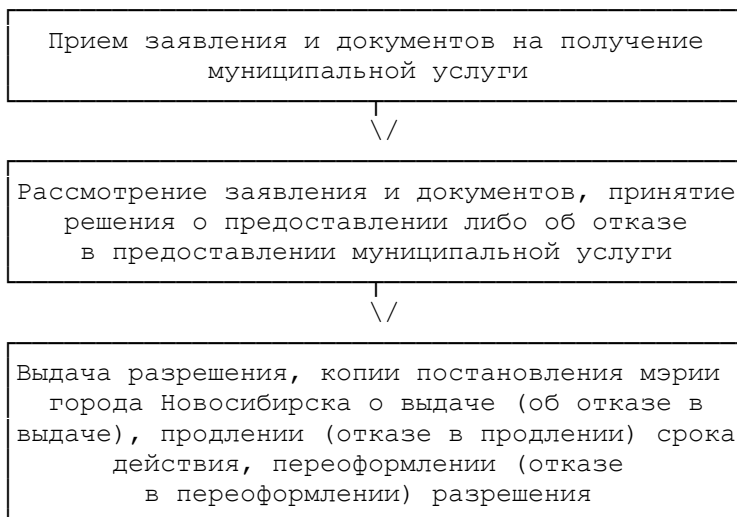 Прием заявления и документов на получение
муниципальной услуги
\/
Рассмотрение заявления и документов, принятие
решения о предоставлении либо об отказе
в предоставлении муниципальной услуги
\/
Выдача разрешения, копии постановления мэрии
города Новосибирска о выдаче (об отказе в
выдаче), продлении (отказе в продлении) срока
действия, переоформлении (отказе
в переоформлении) разрешения